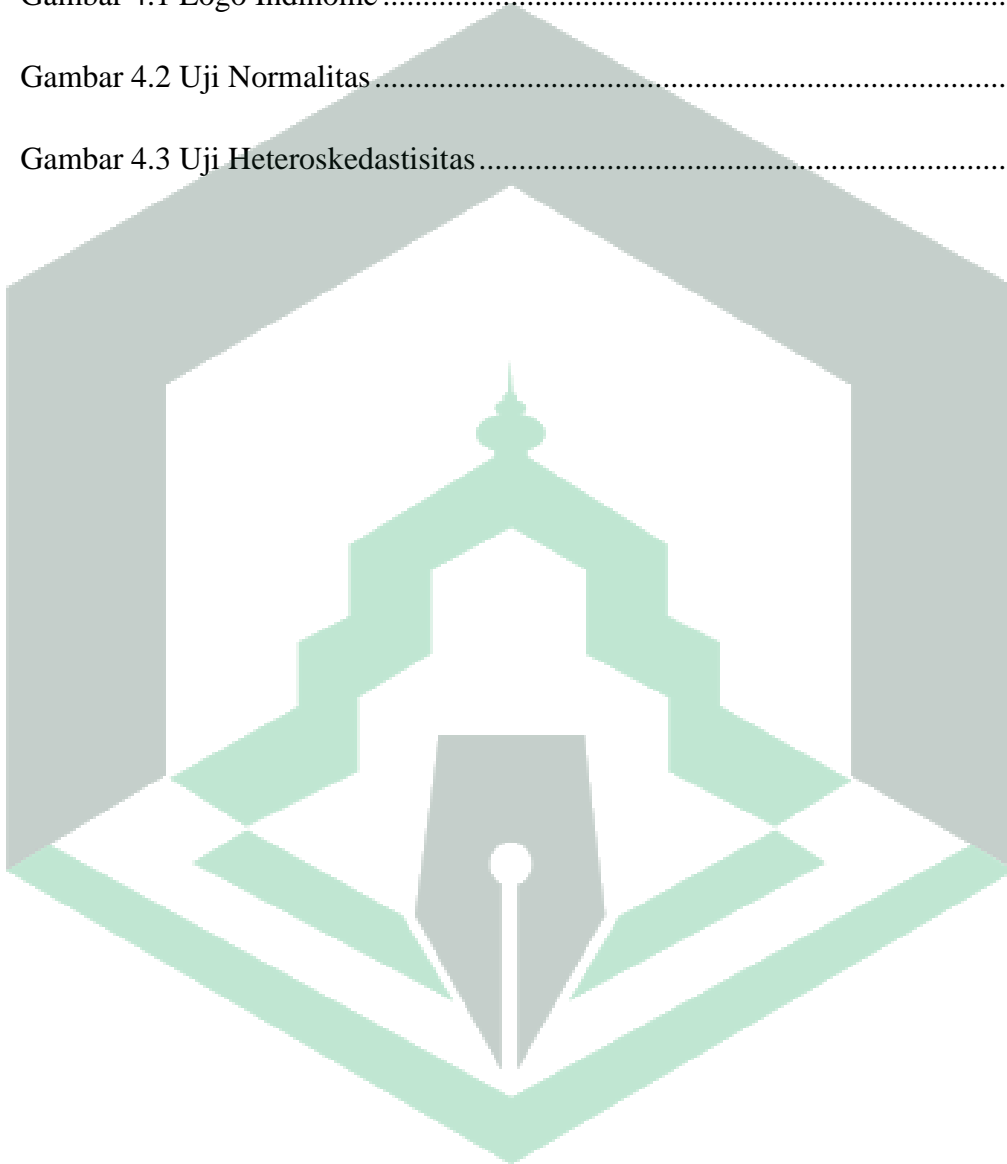 Gambar 4.1 Logo Indihome..........................................................................................
Gambar 4.2 Uji Normalitas..........................................................................................
Gambar 4.3 Uji Heteroskedastisitas..........................................................................